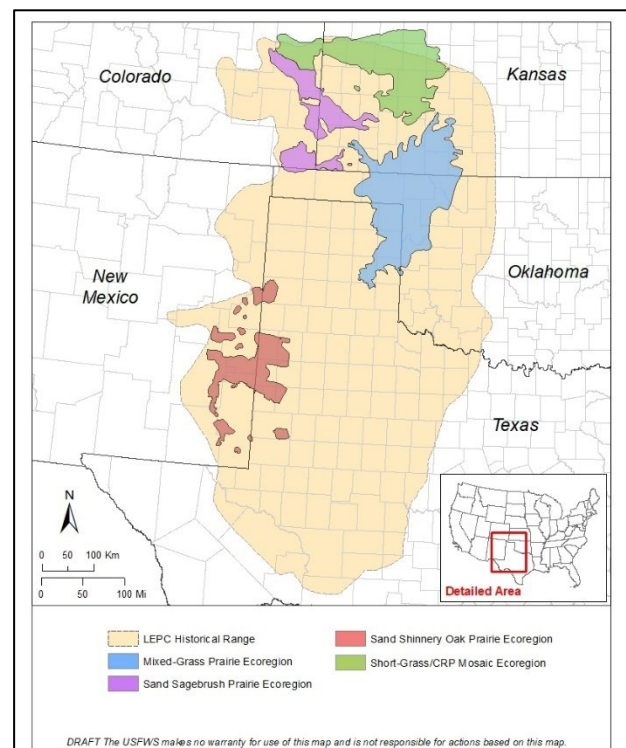 Colorado
Kansas
New
Mexico
Oklahoma
Texas
N
0 50 100 Km
0 50 100 Mi
Detailed Area
LEPC Historical Range
Mixed-Grass Prairie Ecoregion
Sand Sagebrush Prairie Ecoregion
Sand Shinnery Oak Prairie Ecoregion
Short-Grass/CRP Mosaic Ecoregion
DRAFT The USFWS makes no warranty for use of this map and is not responsible for actions based on this map.